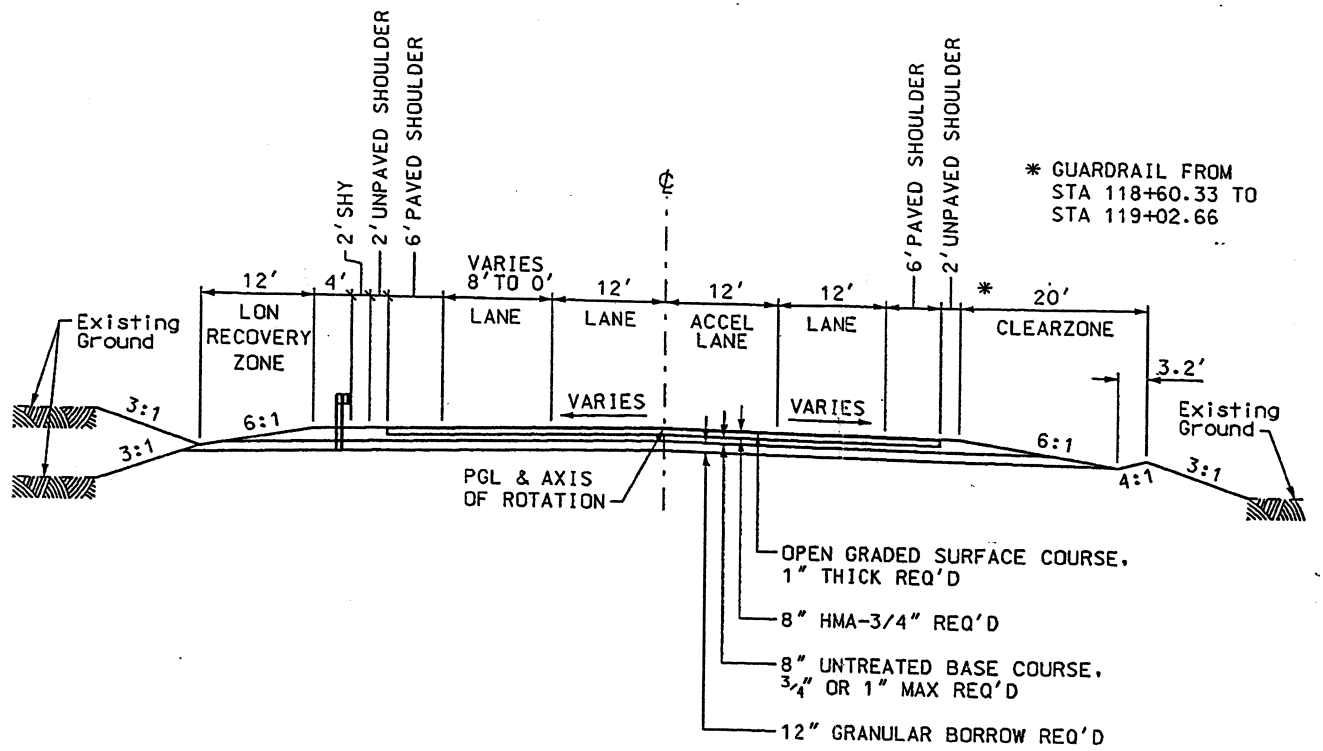 2' SHY
2' UNPAVED SHOULDER
6' PAVED SHOULDER
℄
6' PAVED SHOULDER
2' UNPAVED SHOULDER
* GUARDRAIL FROM
STA 118+60.33 TO
STA 119+02.66
12'
LON
RECOVERY
ZONE
4'
VARIES
8' TO 0'
LANE
12'
LANE
12'
ACCEL
LANE
12'
LANE
*
20'
CLEARZONE
3.2'
Existing
Ground
3:1
3:1
6:1
VARIES
VARIES
6:1
4:1
3:1
Existing
Ground
PGL & AXIS
OF ROTATION
OPEN GRADED SURFACE COURSE,
1" THICK REQ'D
8" HMA-3/4" REQ'D
8" UNTREATED BASE COURSE,
3/4" OR 1" MAX REQ'D
12" GRANULAR BORROW REQ'D